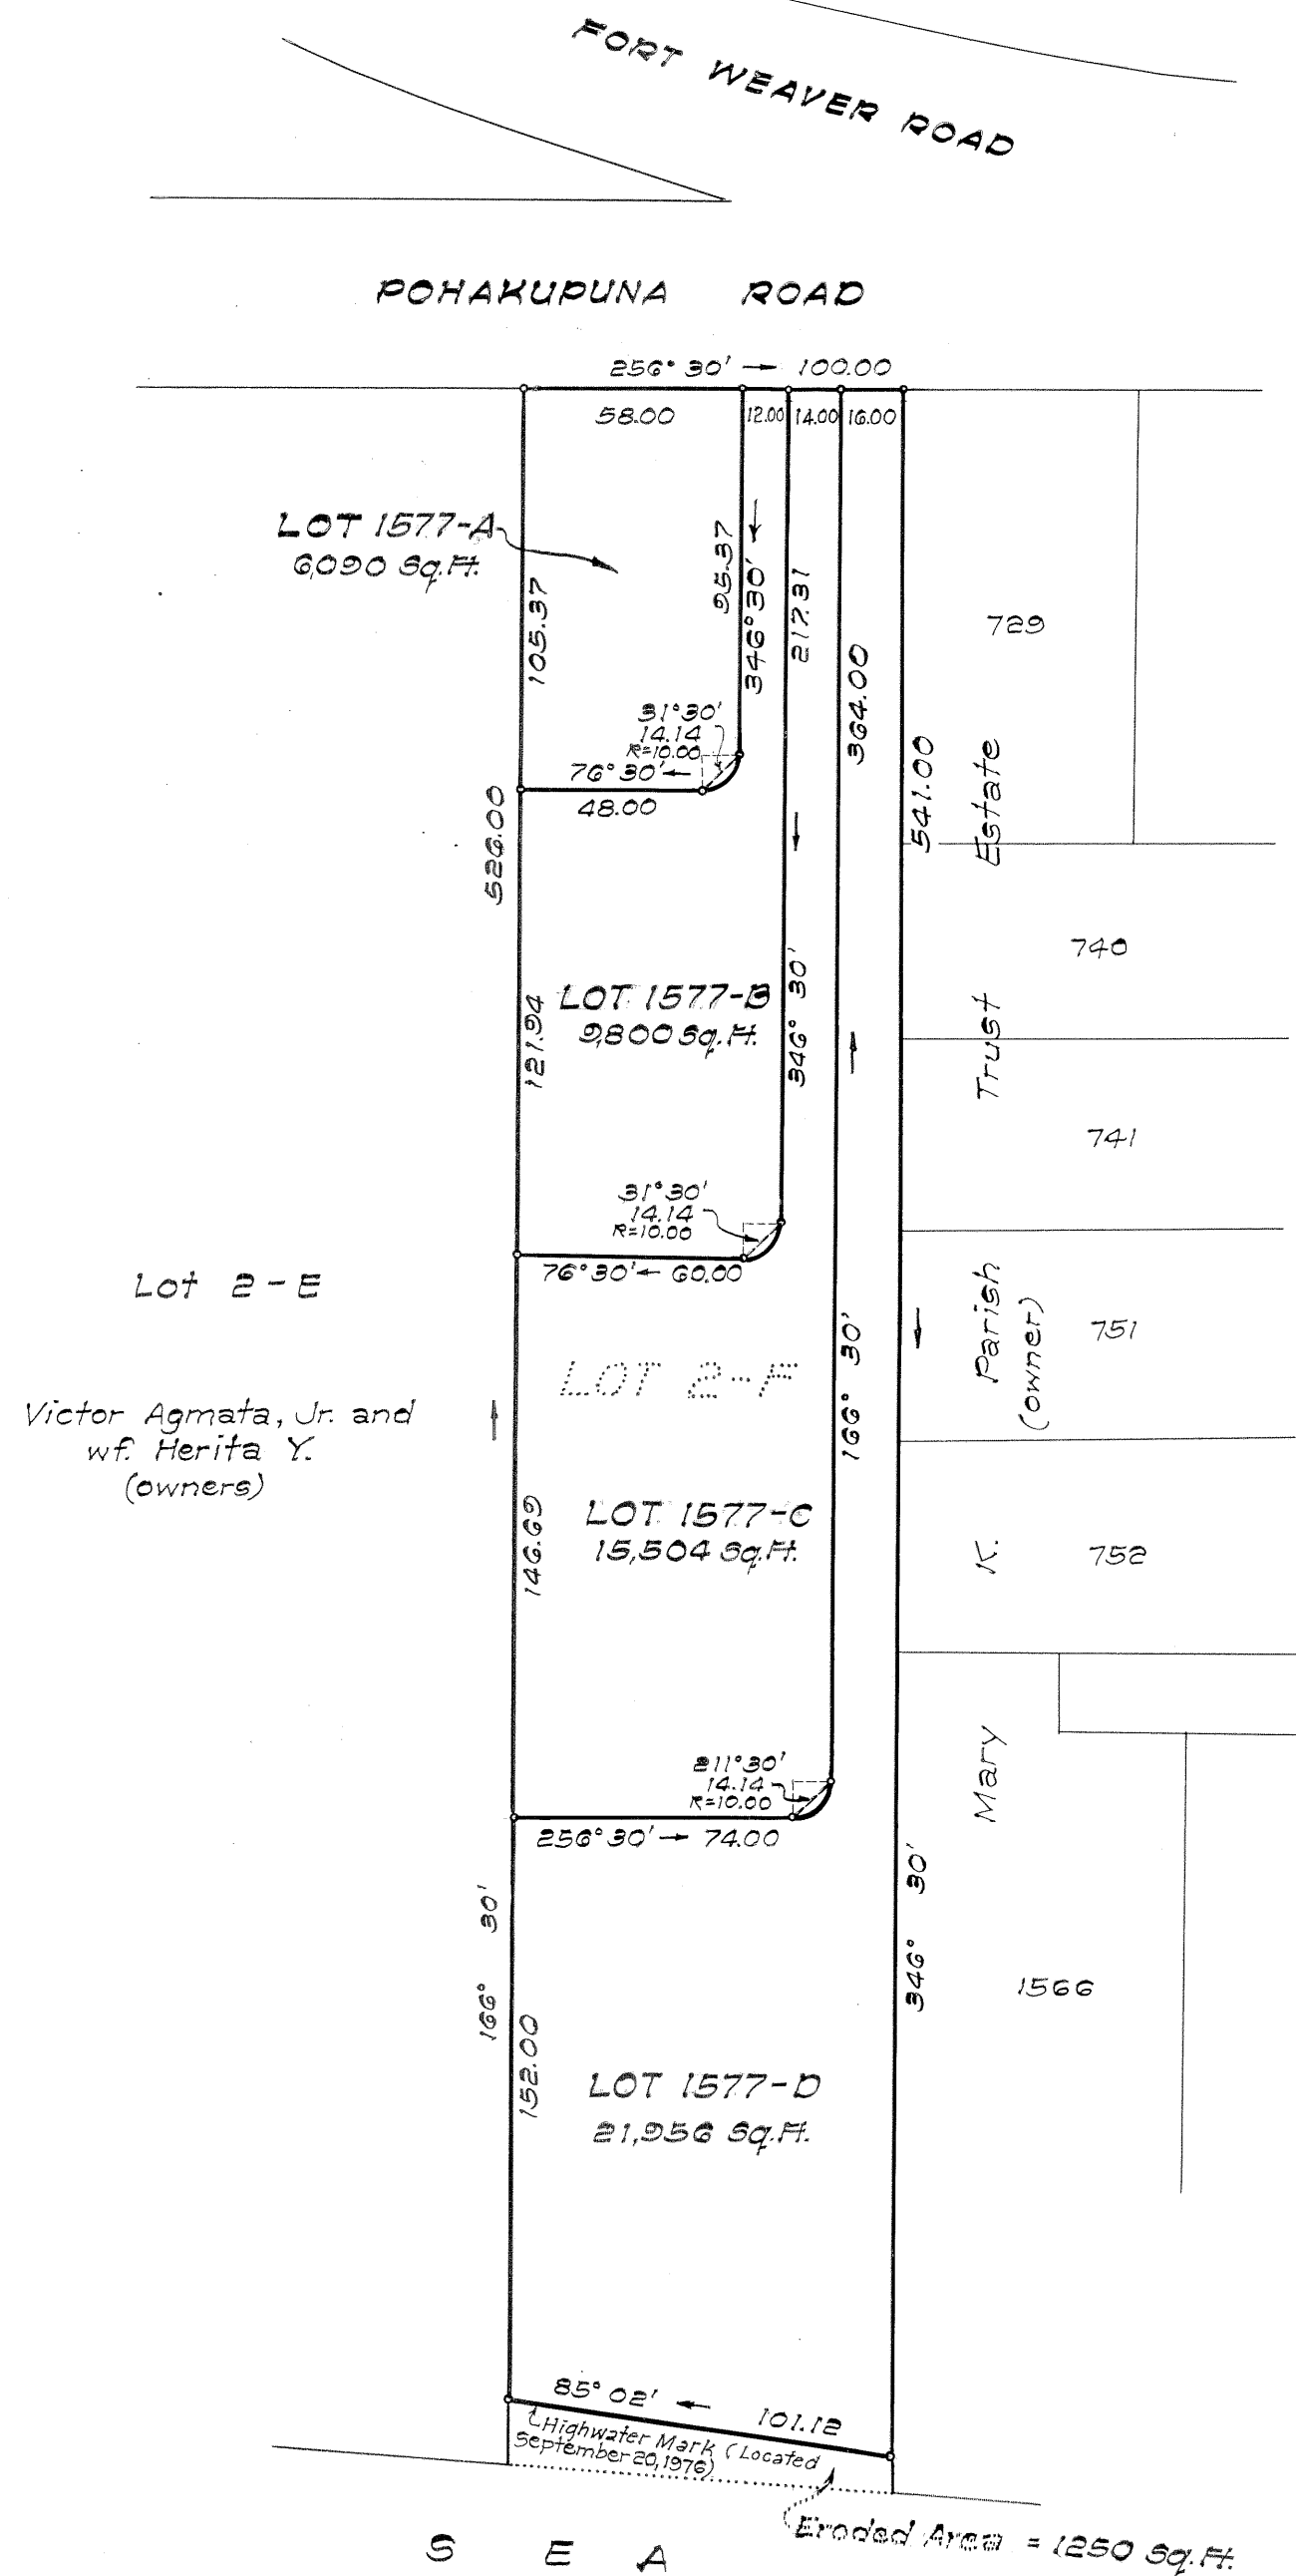 FORT WEAVER ROAD
POHAKUPUNA ROAD
256° 30' → 100.00
58.00
12.00
14.00
16.00
LOT 1577-A
6,090 Sq.Ft.
105.37
95.37
346° 30'
217.31
364.00
541.00
526.00
31° 30'
14.14
R=10.00
76° 30' ←
48.00
729
740
741
751
752
1566
Mary K. Parish Trust Estate
(owner)
LOT 1577-B
9,800 Sq.Ft.
121.94
346° 30'
31° 30'
14.14
R=10.00
76° 30' ← 60.00
Lot 2-E
LOT 2-F
166° 30'
Victor Agmata, Jr. and
wf. Herita Y.
(owners)
146.69
LOT 1577-C
15,504 Sq.Ft.
211° 30'
14.14
R=10.00
256° 30' → 74.00
166° 30'
152.00
346° 30'
LOT 1577-D
21,956 Sq.Ft.
85° 02' ← 101.12
Highwater Mark (Located
September 20, 1976)
Eroded Area = 1250 Sq.Ft.
SEA